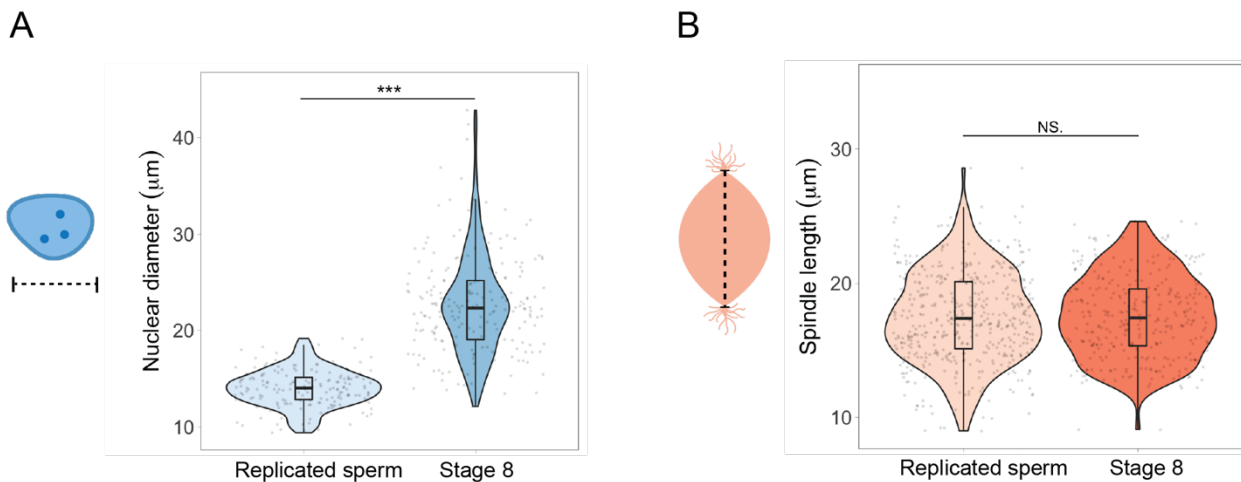 A
Nuclear diameter (μm)
40
30
20
10
***
Replicated sperm
Stage 8
B
Spindle length (μm)
30
20
10
NS.
Replicated sperm
Stage 8